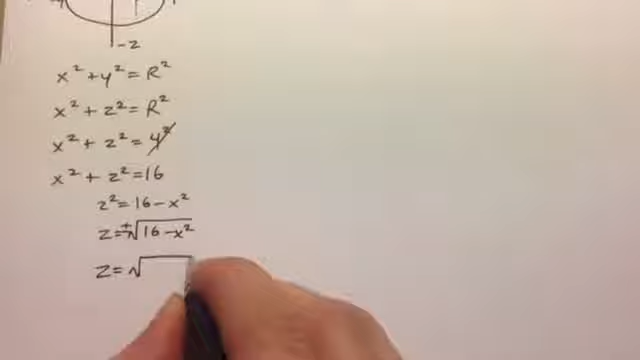 -2
x² + y² = R²
x² + z² = R²
x² + z² = 4²
x² + z² = 16
z² = 16 - x²
z = ±√16 - x²
z = √